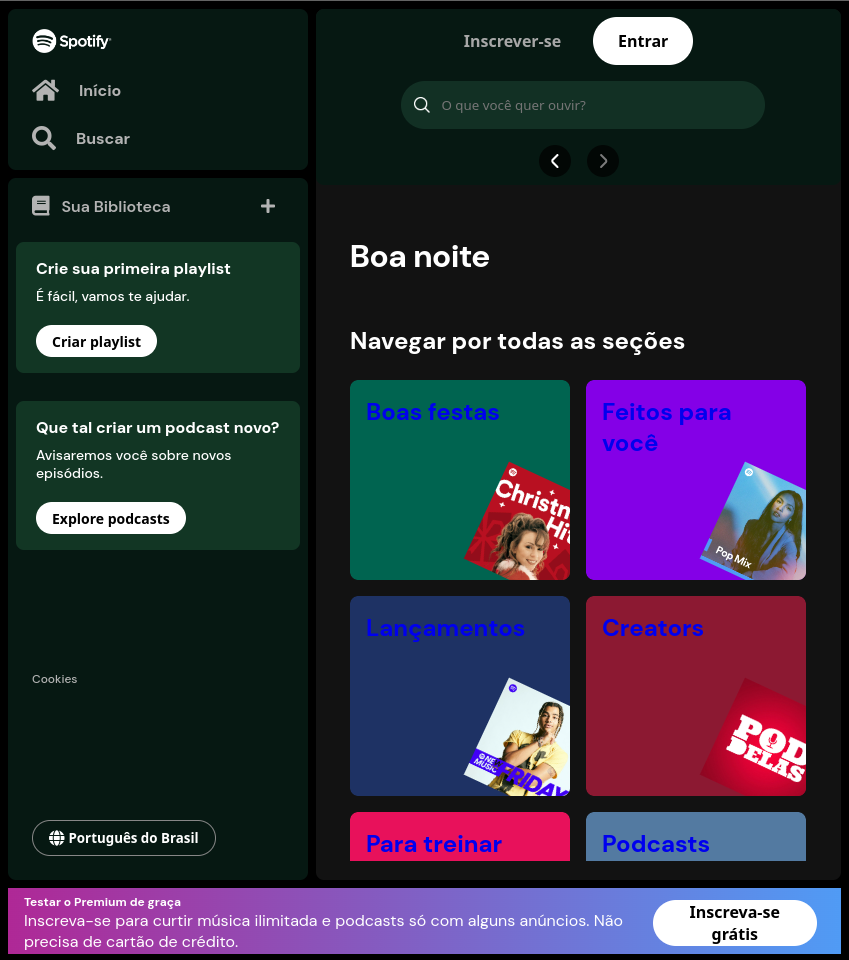 Spotify
Início
Buscar
Sua Biblioteca
Crie sua primeira playlist
É fácil, vamos te ajudar.
Criar playlist
Que tal criar um podcast novo?
Avisaremos você sobre novos
episódios.
Explore podcasts
Cookies
Português do Brasil
Inscrever-se
Entrar
O que você quer ouvir?
Boa noite
Navegar por todas as seções
Boas festas
Christm
Hit
Feitos para
você
Pop Mix
Lançamentos
NE
MUSIC
FRIDAY
Creators
POD
DELAS
Para treinar
Podcasts
Testar o Premium de graça
Inscreva-se para curtir música ilimitada e podcasts só com alguns anúncios. Não
precisa de cartão de crédito.
Inscreva-se
grátis